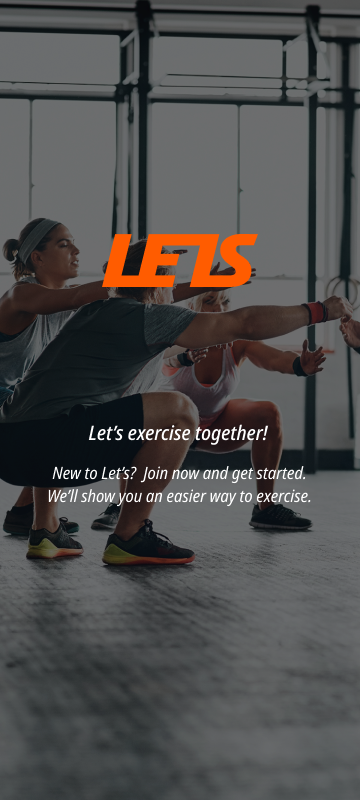 LETS
Let's exercise together!
New to Let's? Join now and get started.
We'll show you an easier way to exercise.